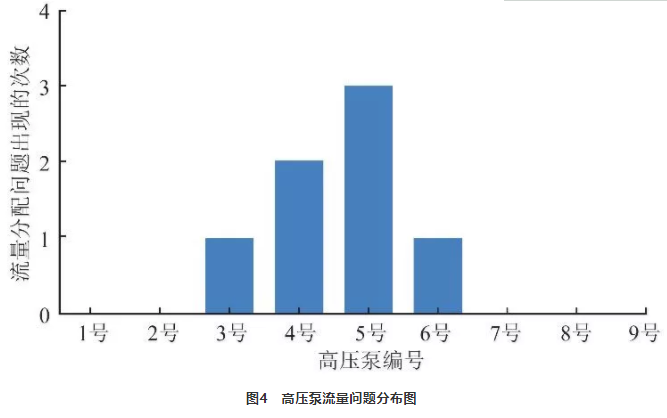 流量分配问题出现的次数
4
3
2
1
0
1号 2号 3号 4号 5号 6号 7号 8号 9号
高压泵编号
图4 高压泵流量问题分布图